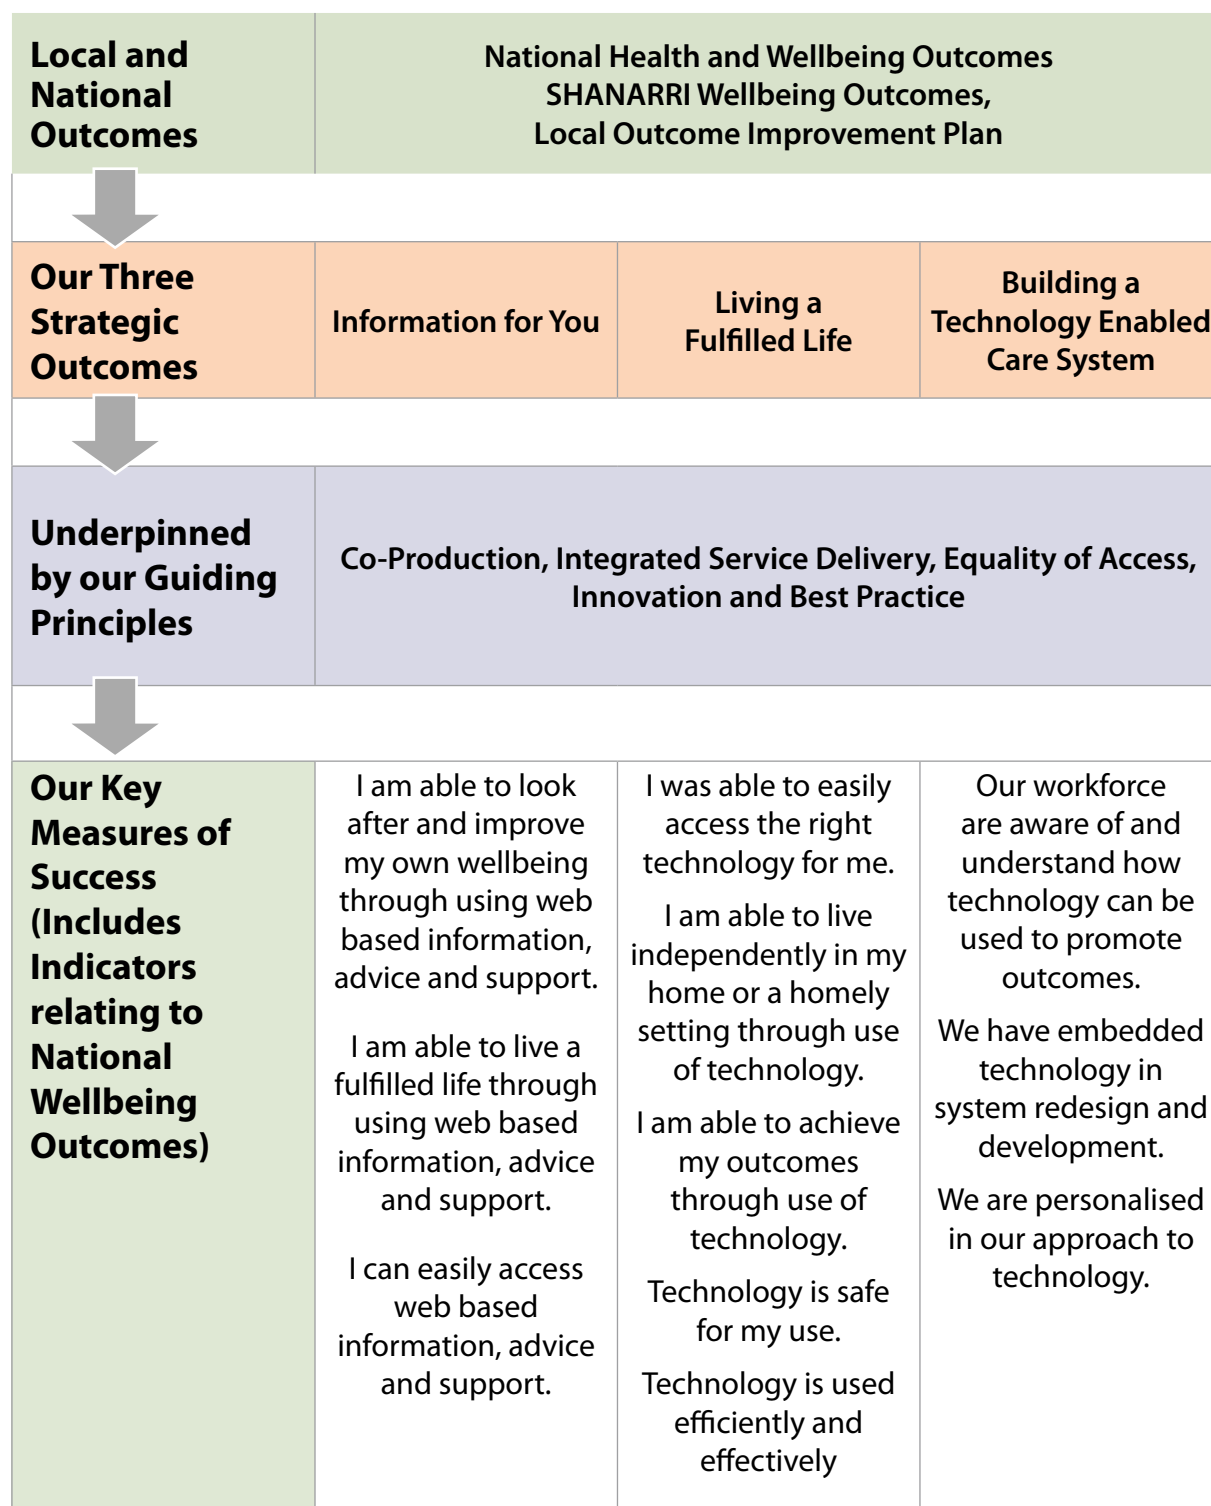 Local and
National
Outcomes
National Health and Wellbeing Outcomes
SHANARRI Wellbeing Outcomes,
Local Outcome Improvement Plan
Our Three
Strategic
Outcomes
Information for You
Living a
Fulfilled Life
Building a
Technology Enabled
Care System
Underpinned
by our Guiding
Principles
Co-Production, Integrated Service Delivery, Equality of Access,
Innovation and Best Practice
Our Key
Measures of
Success
(Includes
Indicators
relating to
National
Wellbeing
Outcomes)
I am able to look
after and improve
my own wellbeing
through using web
based information,
advice and support.
I am able to live a
fulfilled life through
using web based
information, advice
and support.
I can easily access
web based
information, advice
and support.
I was able to easily
access the right
technology for me.
I am able to live
independently in my
home or a homely
setting through use
of technology.
I am able to achieve
my outcomes
through use of
technology.
Technology is safe
for my use.
Technology is used
efficiently and
effectively
Our workforce
are aware of and
understand how
technology can be
used to promote
outcomes.
We have embedded
technology in
system redesign and
development.
We are personalised
in our approach to
technology.